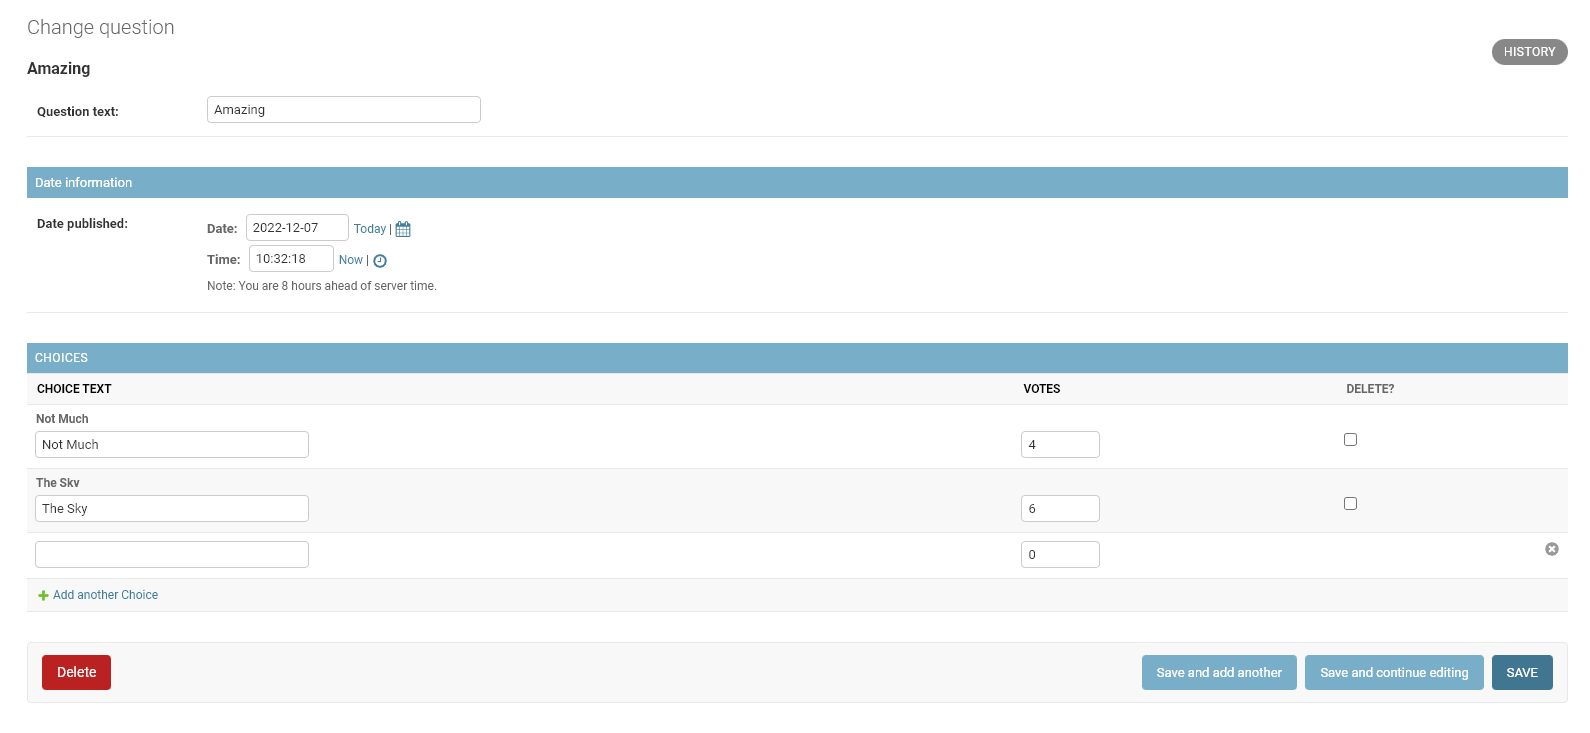 Change question
HISTORY
Amazing
Question text: Amazing
Date information
Date published: Date: 2022-12-07 Today |
Time: 10:32:18 Now |
Note: You are 8 hours ahead of server time.
CHOICES
CHOICE TEXT VOTES DELETE?
Not Much
Not Much 4
The Sky
The Sky 6
0
Add another Choice
Delete Save and add another Save and continue editing SAVE